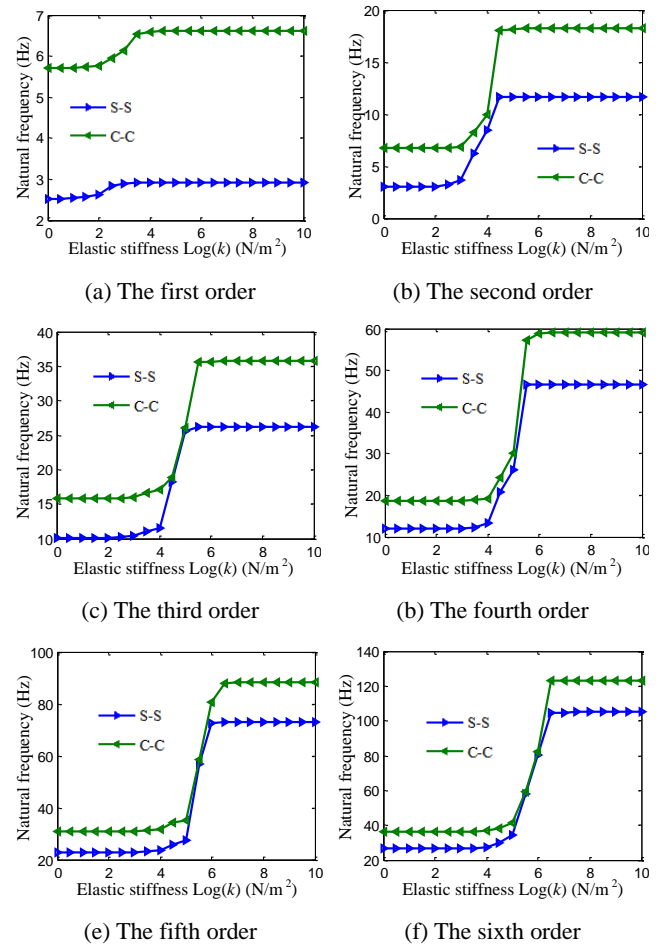 7
6
5
4
3
2
Natural frequency (Hz)
S-S
C-C
0 2 4 6 8 10
Elastic stiffness Log(k) (N/m²)
(a) The first order
20
15
10
5
0
Natural frequency (Hz)
S-S
C-C
0 2 4 6 8 10
Elastic stiffness Log(k) (N/m²)
(b) The second order
40
35
30
25
20
15
10
Natural frequency (Hz)
S-S
C-C
0 2 4 6 8 10
Elastic stiffness Log(k) (N/m²)
(c) The third order
60
50
40
30
20
10
Natural frequency (Hz)
S-S
C-C
0 2 4 6 8 10
Elastic stiffness Log(k) (N/m²)
(b) The fourth order
100
80
60
40
20
Natural frequency (Hz)
S-S
C-C
0 2 4 6 8 10
Elastic stiffness Log(k) (N/m²)
(e) The fifth order
140
120
100
80
60
40
20
Natural frequency (Hz)
S-S
C-C
0 2 4 6 8 10
Elastic stiffness Log(k) (N/m²)
(f) The sixth order